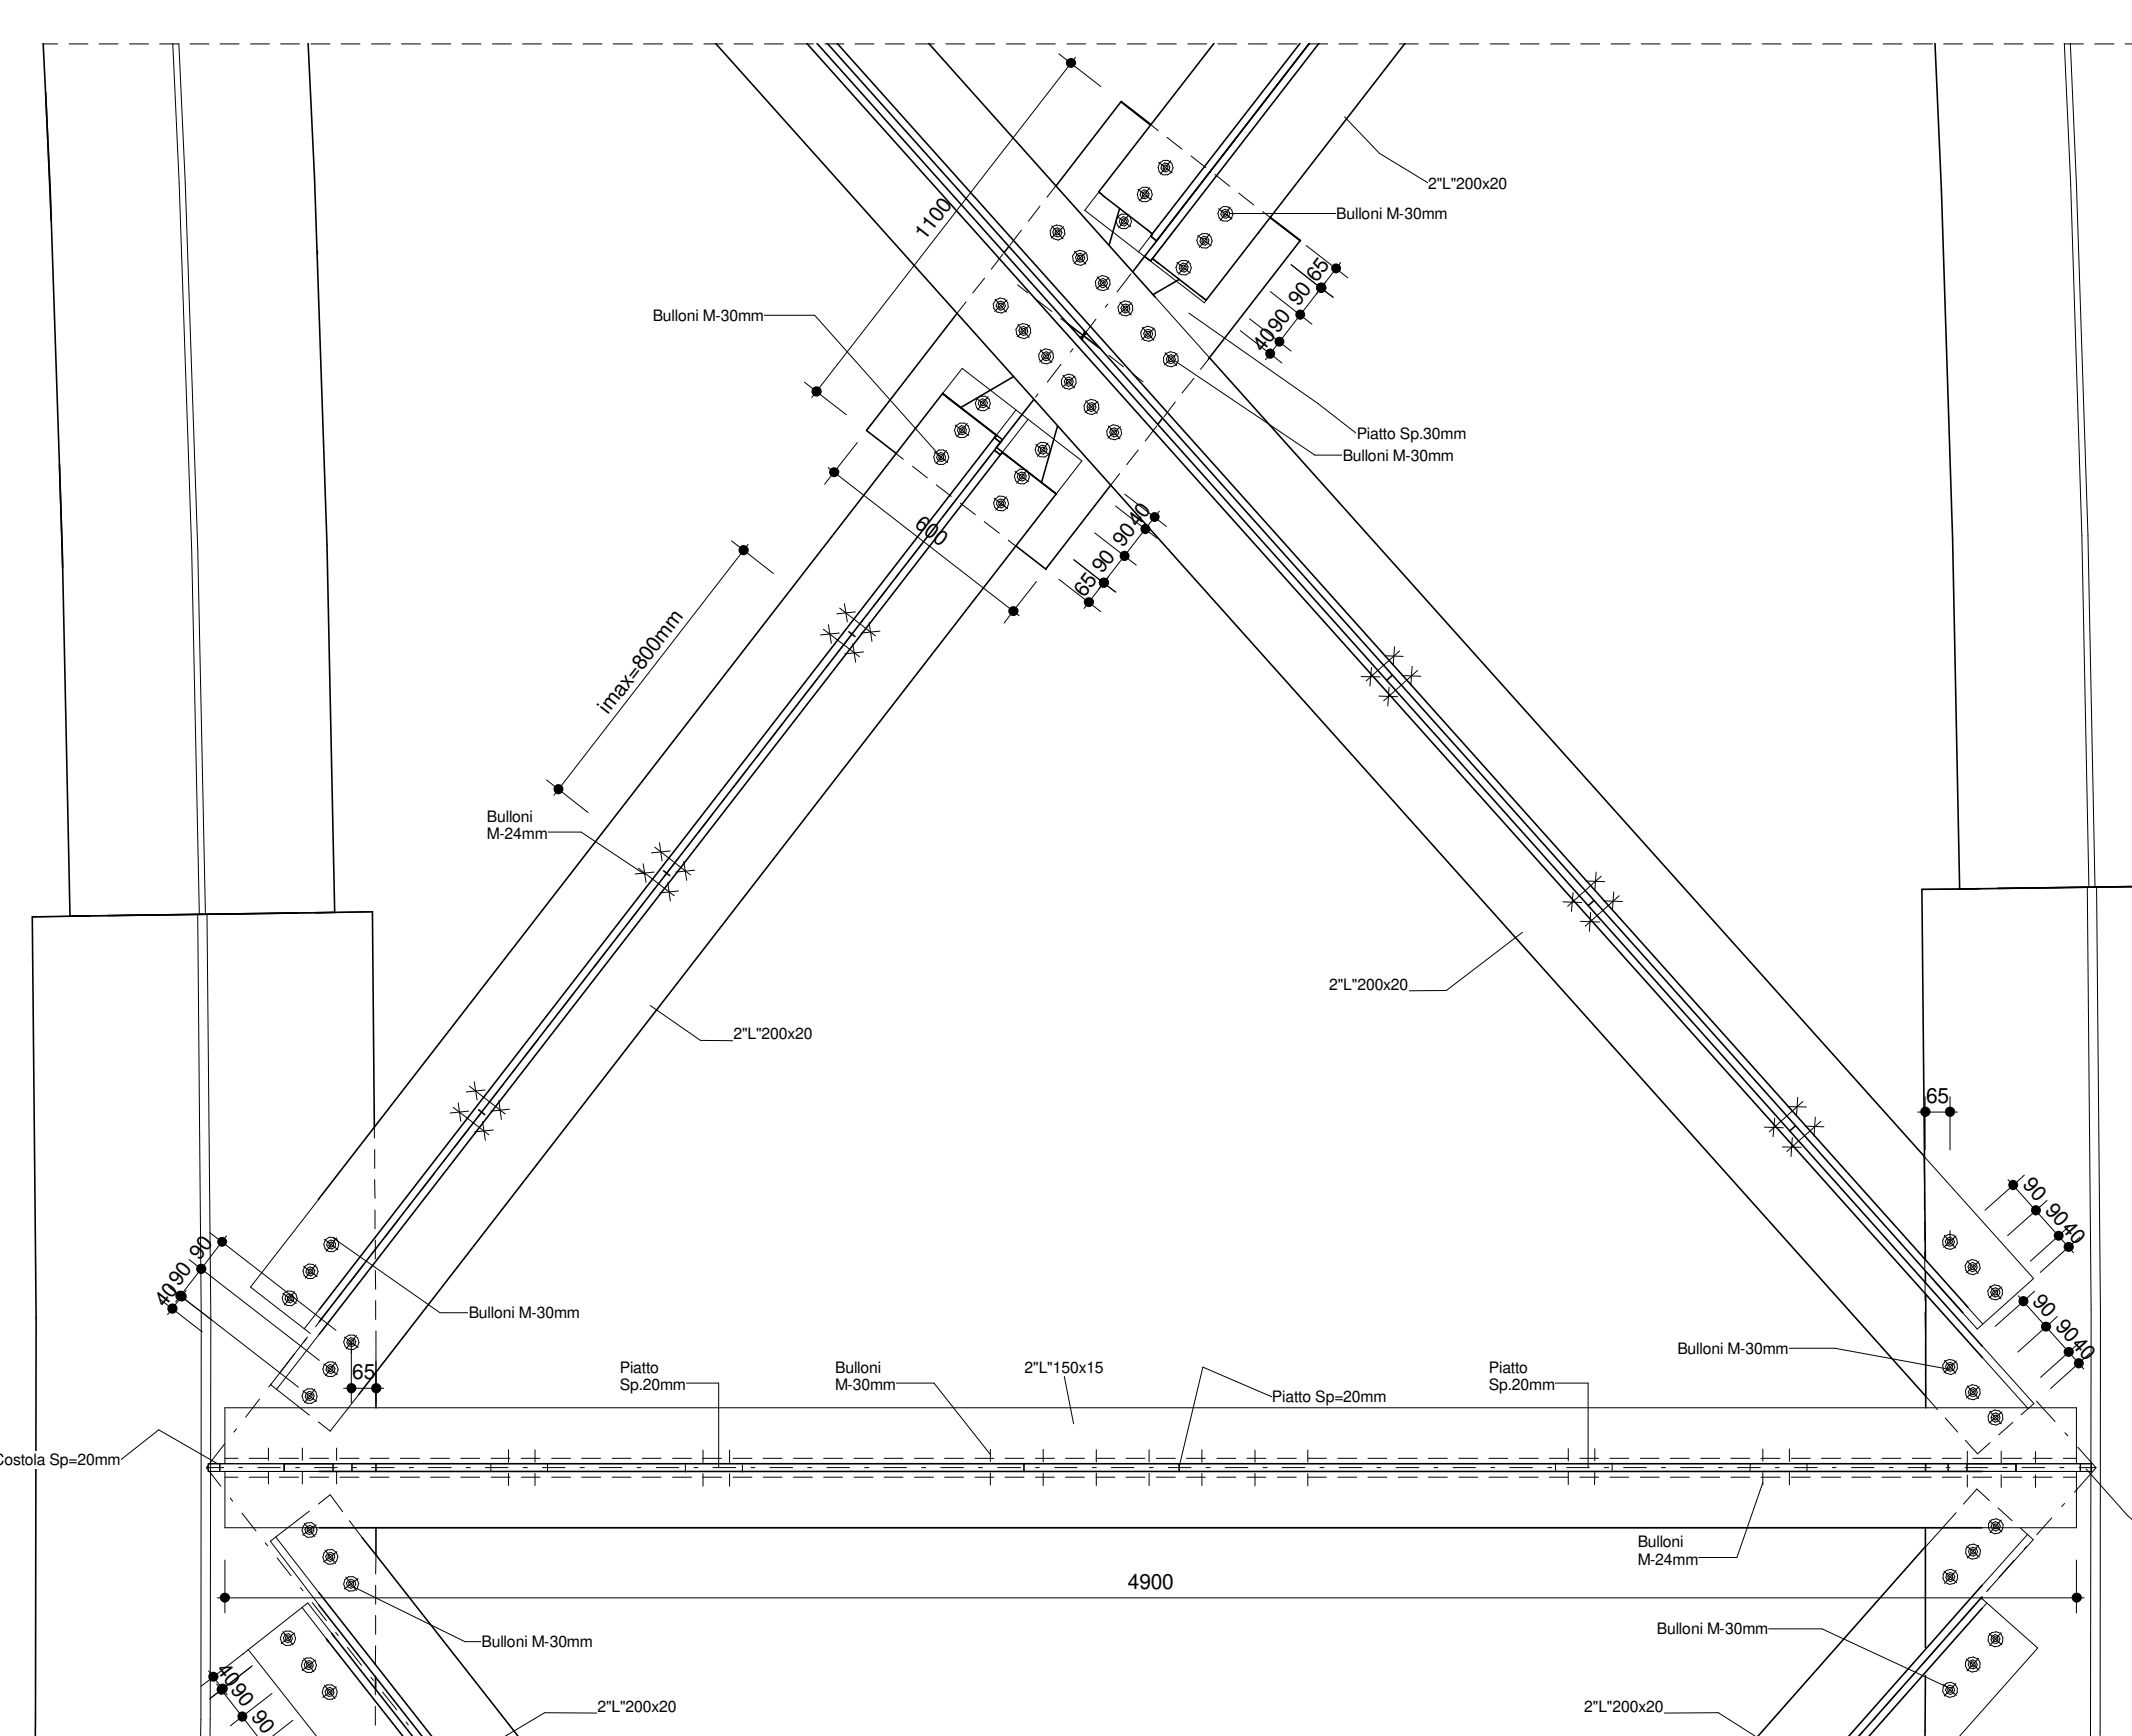 2"L"200x20
Bulloni M-30mm
1100
65
90
90
40
Bulloni M-30mm
Piatto Sp.30mm
Bulloni M-30mm
600
40
90
90
65
imax=800mm
Bulloni
M-24mm
2"L"200x20
2"L"200x20
65
90
90
40
90
90
40
90
90
40
Bulloni M-30mm
Bulloni M-30mm
65
Piatto
Sp.20mm
Bulloni
M-30mm
2"L"150x15
Piatto Sp=20mm
Piatto
Sp.20mm
Costola Sp=20mm
Bulloni
M-24mm
4900
Bulloni M-30mm
Bulloni M-30mm
40
90
90
2"L"200x20
2"L"200x20